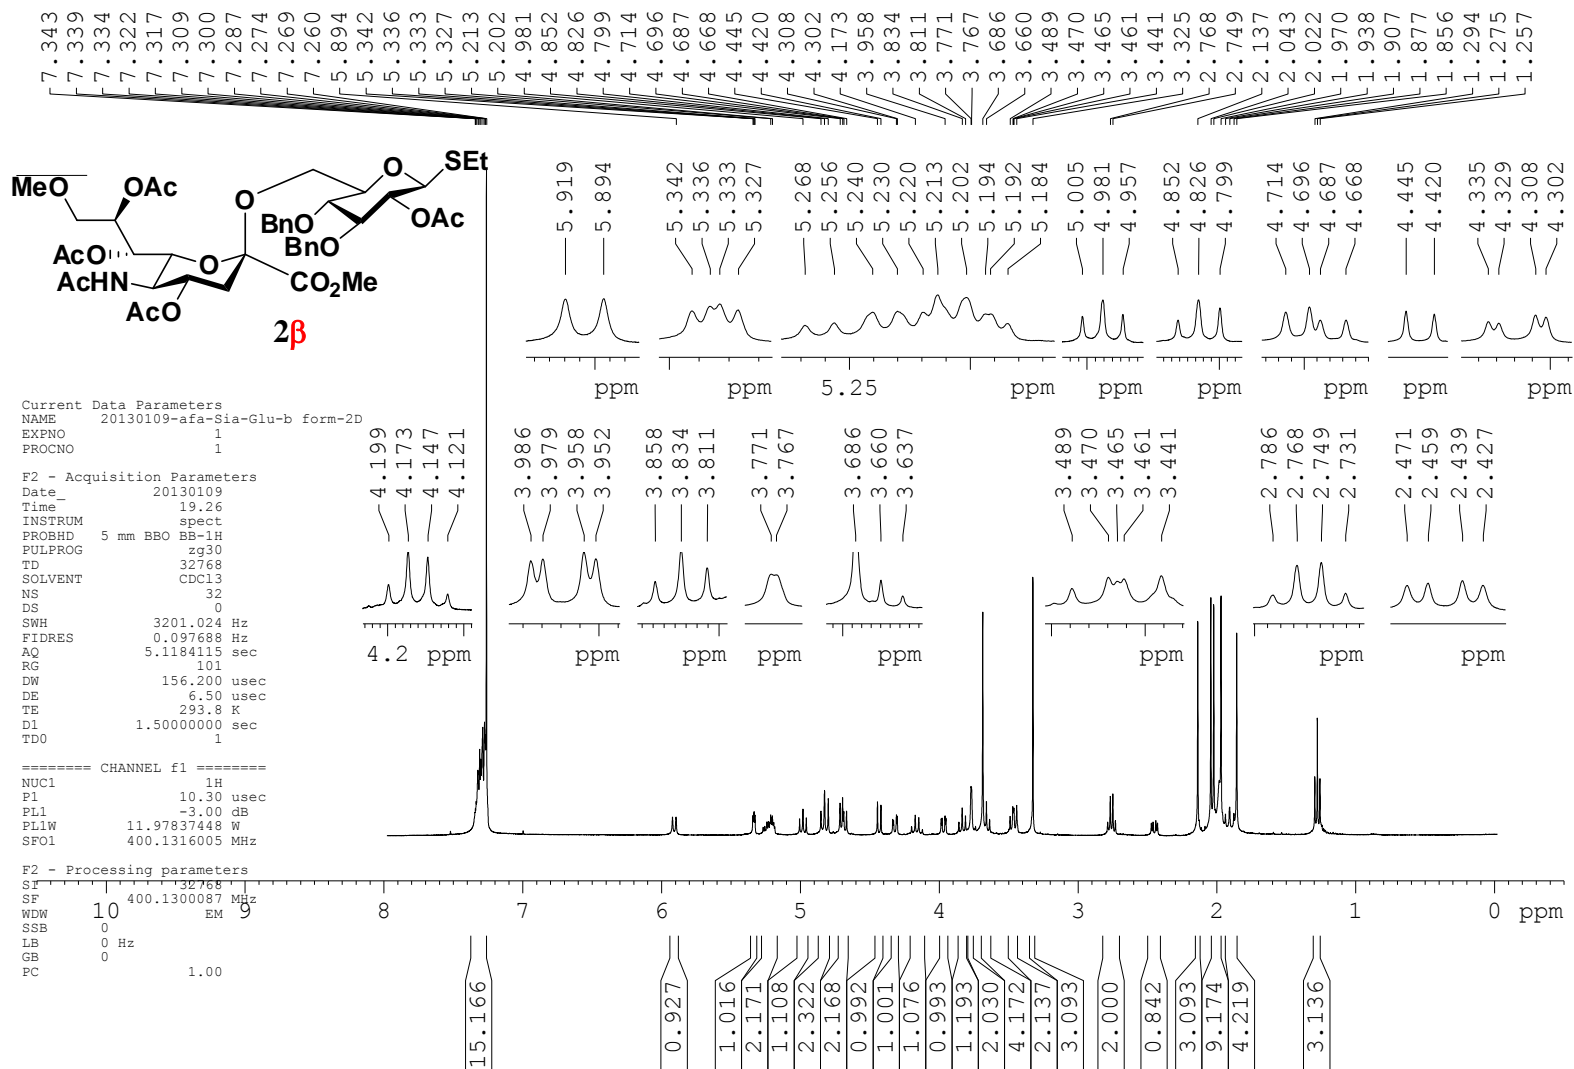 7.343 7.339 7.334 7.322 7.317 7.309 7.300 7.287 7.274 7.269 7.260 5.894 5.342 5.336 5.333 5.327 5.213 5.202 4.981 4.852 4.826 4.799 4.714 4.696 4.687 4.668 4.445 4.420 4.308 4.302 4.173 3.958 3.834 3.811 3.771 3.767 3.686 3.660 3.489 3.470 3.465 3.461 3.441 3.325 2.768 2.749 2.137 2.043 2.022 1.970 1.938 1.907 1.877 1.856 1.294 1.275 1.257
MeO OAc O SEt
O OAc
BnO
BnO
AcO O
AcHN CO2Me
AcO
2β
5.919 5.894
5.342 5.336 5.333 5.327
5.268 5.256 5.240 5.230 5.220 5.213 5.202 5.194 5.192 5.184
5.005 4.981 4.957
4.852 4.826 4.799
4.714 4.696 4.687 4.668
4.445 4.420
4.335 4.329 4.308 4.302
ppm ppm 5.25 ppm ppm ppm ppm ppm ppm
4.199 4.173 4.147 4.121
3.986 3.979 3.958 3.952
3.858 3.834 3.811
3.771 3.767
3.686 3.660 3.637
3.489 3.470 3.465 3.461 3.441
2.786 2.768 2.749 2.731
2.471 2.459 2.439 2.427
4.2 ppm ppm ppm ppm ppm ppm ppm ppm
Current Data Parameters
NAME 20130109-afa-Sia-Glu-b form-2D
EXPNO 1
PROCNO 1
F2 - Acquisition Parameters
Date_ 20130109
Time 19.26
INSTRUM spect
PROBHD 5 mm BBO BB-1H
PULPROG zg30
TD 32768
SOLVENT CDCl3
NS 32
DS 0
SWH 3201.024 Hz
FIDRES 0.097688 Hz
AQ 5.1184115 sec
RG 101
DW 156.200 usec
DE 6.50 usec
TE 293.8 K
D1 1.50000000 sec
TD0 1
======== CHANNEL f1 ========
NUC1 1H
P1 10.30 usec
PL1 -3.00 dB
PL1W 11.97837448 W
SFO1 400.1316005 MHz
F2 - Processing parameters
SI 32768
SF 400.1300087 MHz
WDW EM
SSB 0
LB 0 Hz
GB 0
PC 1.00
10 9 8 7 6 5 4 3 2 1 0 ppm
15.166 0.927 1.016 2.171 1.108 2.322 2.168 0.992 1.001 1.076 0.993 1.193 2.030 4.172 2.137 3.093 2.000 0.842 3.093 9.174 4.219 3.136